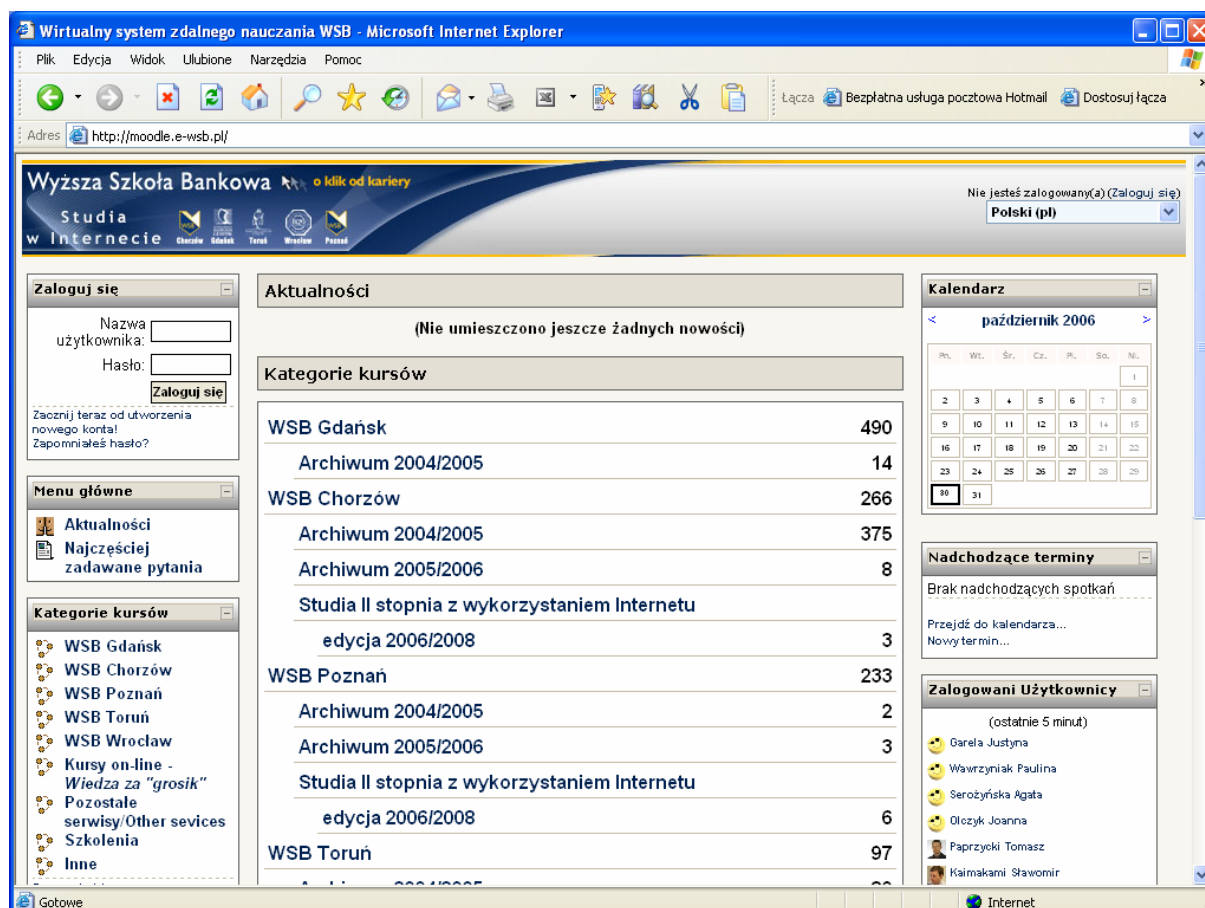 Wirtualny system zdalnego nauczania WSB - Microsoft Internet Explorer
Plik Edycja Widok Ulubione Narzędzia Pomoc
Łącza Bezpłatna usługa pocztowa Hotmail Dostosuj łącza »
Adres http://moodle.e-wsb.pl/
Wyższa Szkoła Bankowa o klik od kariery
Studia
w Internecie
Chorzów Gdańsk Toruń Wrocław Poznań
Nie jesteś zalogowany(a) (Zaloguj się)
Polski (pl)
Zaloguj się
Nazwa
użytkownika:
Hasło:
Zaloguj się
Zacznij teraz od utworzenia
nowego konta!
Zapomniałeś hasło?
Menu główne
Aktualności
Najczęściej
zadawane pytania
Kategorie kursów
WSB Gdańsk
WSB Chorzów
WSB Poznań
WSB Toruń
WSB Wrocław
Kursy on-line -
Wiedza za "grosik"
Pozostałe
serwisy/Other sevices
Szkolenia
Inne
Aktualności
(Nie umieszczono jeszcze żadnych nowości)
Kategorie kursów
WSB Gdańsk 490
Archiwum 2004/2005 14
WSB Chorzów 266
Archiwum 2004/2005 375
Archiwum 2005/2006 8
Studia II stopnia z wykorzystaniem Internetu
edycja 2006/2008 3
WSB Poznań 233
Archiwum 2004/2005 2
Archiwum 2005/2006 3
Studia II stopnia z wykorzystaniem Internetu
edycja 2006/2008 6
WSB Toruń 97
Kalendarz
< październik 2006 >
Pn. Wt. Śr. Cz. Pi. So. Ni.
1
2 3 4 5 6 7 8
9 10 11 12 13 14 15
16 17 18 19 20 21 22
23 24 25 26 27 28 29
30 31
Nadchodzące terminy
Brak nadchodzących spotkań
Przejdź do kalendarza...
Nowy termin...
Zalogowani Użytkownicy
(ostatnie 5 minut)
Garela Justyna
Wawrzyniak Paulina
Serożyńska Agata
Olczyk Joanna
Paprzycki Tomasz
Kaimakami Sławomir
Gotowe
Internet